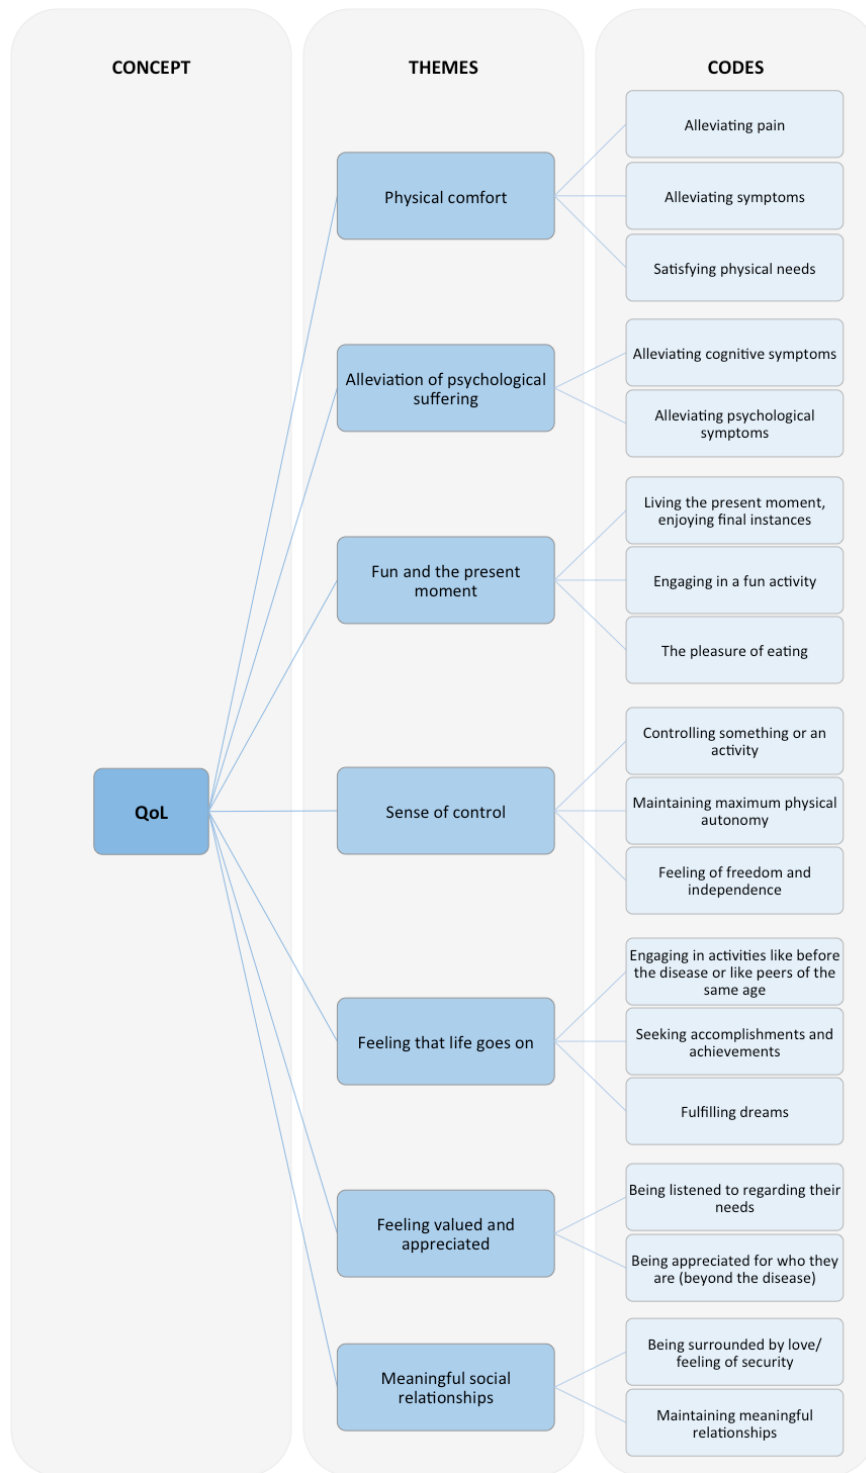 CONCEPT
THEMES
CODES
Physical comfort
Alleviating pain
Alleviating symptoms
Satisfying physical needs
Alleviation of psychological
suffering
Alleviating cognitive symptoms
Alleviating psychological
symptoms
Fun and the present
moment
Living the present moment,
enjoying final instances
Engaging in a fun activity
The pleasure of eating
QoL
Sense of control
Controlling something or an
activity
Maintaining maximum physical
autonomy
Feeling of freedom and
independence
Feeling that life goes on
Engaging in activities like before
the disease or like peers of the
same age
Seeking accomplishments and
achievements
Fulfilling dreams
Feeling valued and
appreciated
Being listened to regarding their
needs
Being appreciated for who they
are (beyond the disease)
Meaningful social
relationships
Being surrounded by love/
feeling of security
Maintaining meaningful
relationships